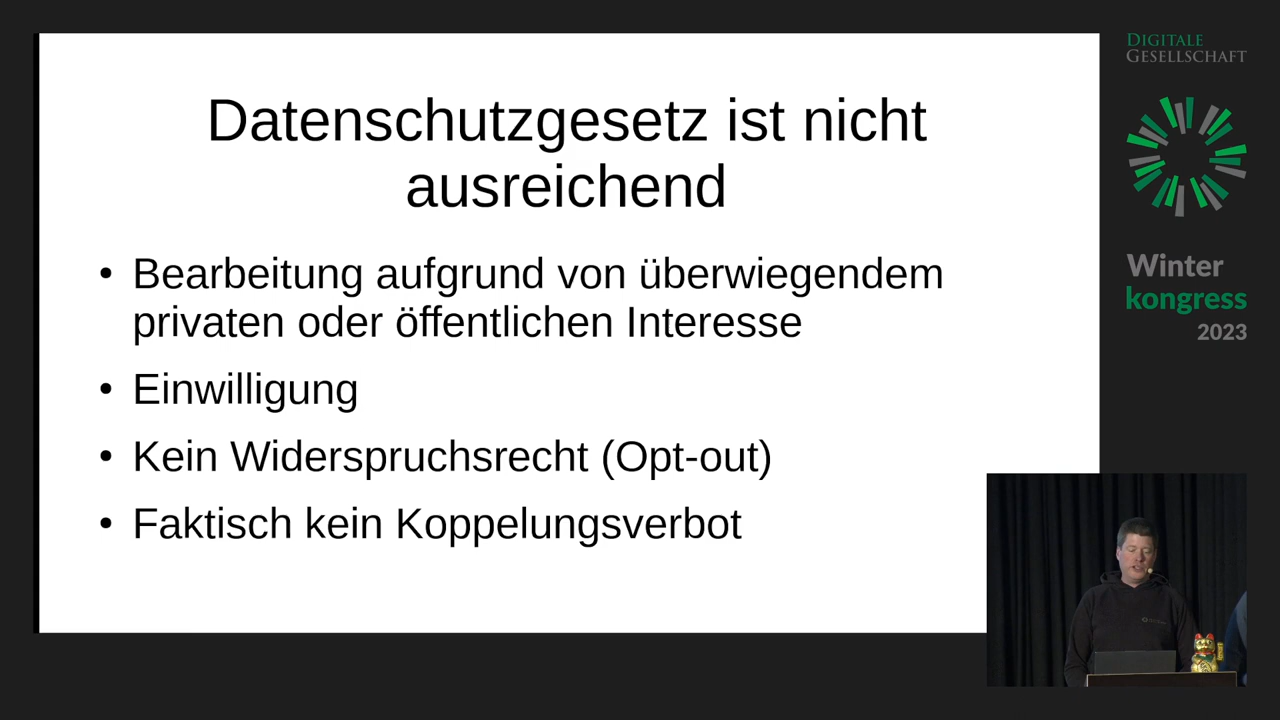 Datenschutzgesetz ist nicht
ausreichend
• Bearbeitung aufgrund von überwiegendem
privaten oder öffentlichen Interesse
• Einwilligung
• Kein Widerspruchsrecht (Opt-out)
• Faktisch kein Koppelungsverbot
DIGITALE
GESELLSCHAFT
Winter
kongress
2023